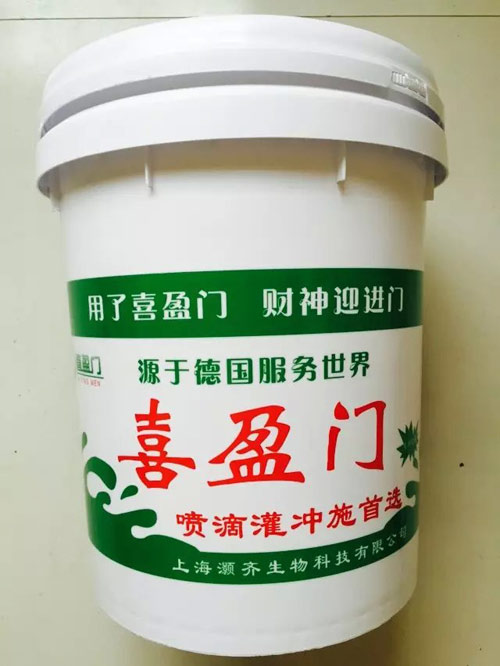 用了喜盈门 财神迎进门
源于德国服务世界
喜盈门
喷滴灌冲施首选
上海灏齐生物科技有限公司